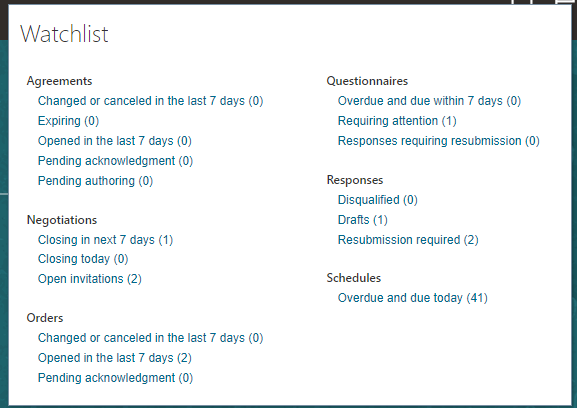 Watchlist
Agreements
Changed or canceled in the last 7 days (0)
Expiring (0)
Opened in the last 7 days (0)
Pending acknowledgment (0)
Pending authoring (0)
Negotiations
Closing in next 7 days (1)
Closing today (0)
Open invitations (2)
Orders
Changed or canceled in the last 7 days (0)
Opened in the last 7 days (2)
Pending acknowledgment (0)
Questionnaires
Overdue and due within 7 days (0)
Requiring attention (1)
Responses requiring resubmission (0)
Responses
Disqualified (0)
Drafts (1)
Resubmission required (2)
Schedules
Overdue and due today (41)